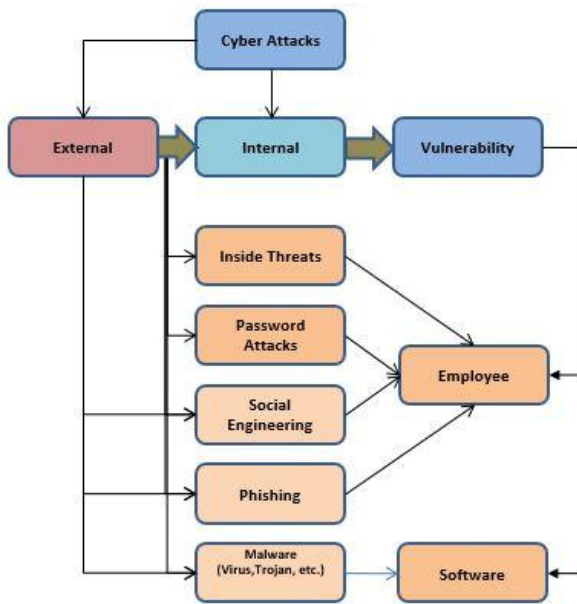 Cyber Attacks
External
Internal
Vulnerability
Inside Threats
Password
Attacks
Employee
Social
Engineering
Phishing
Malware
(Virus,Trojan, etc.)
Software